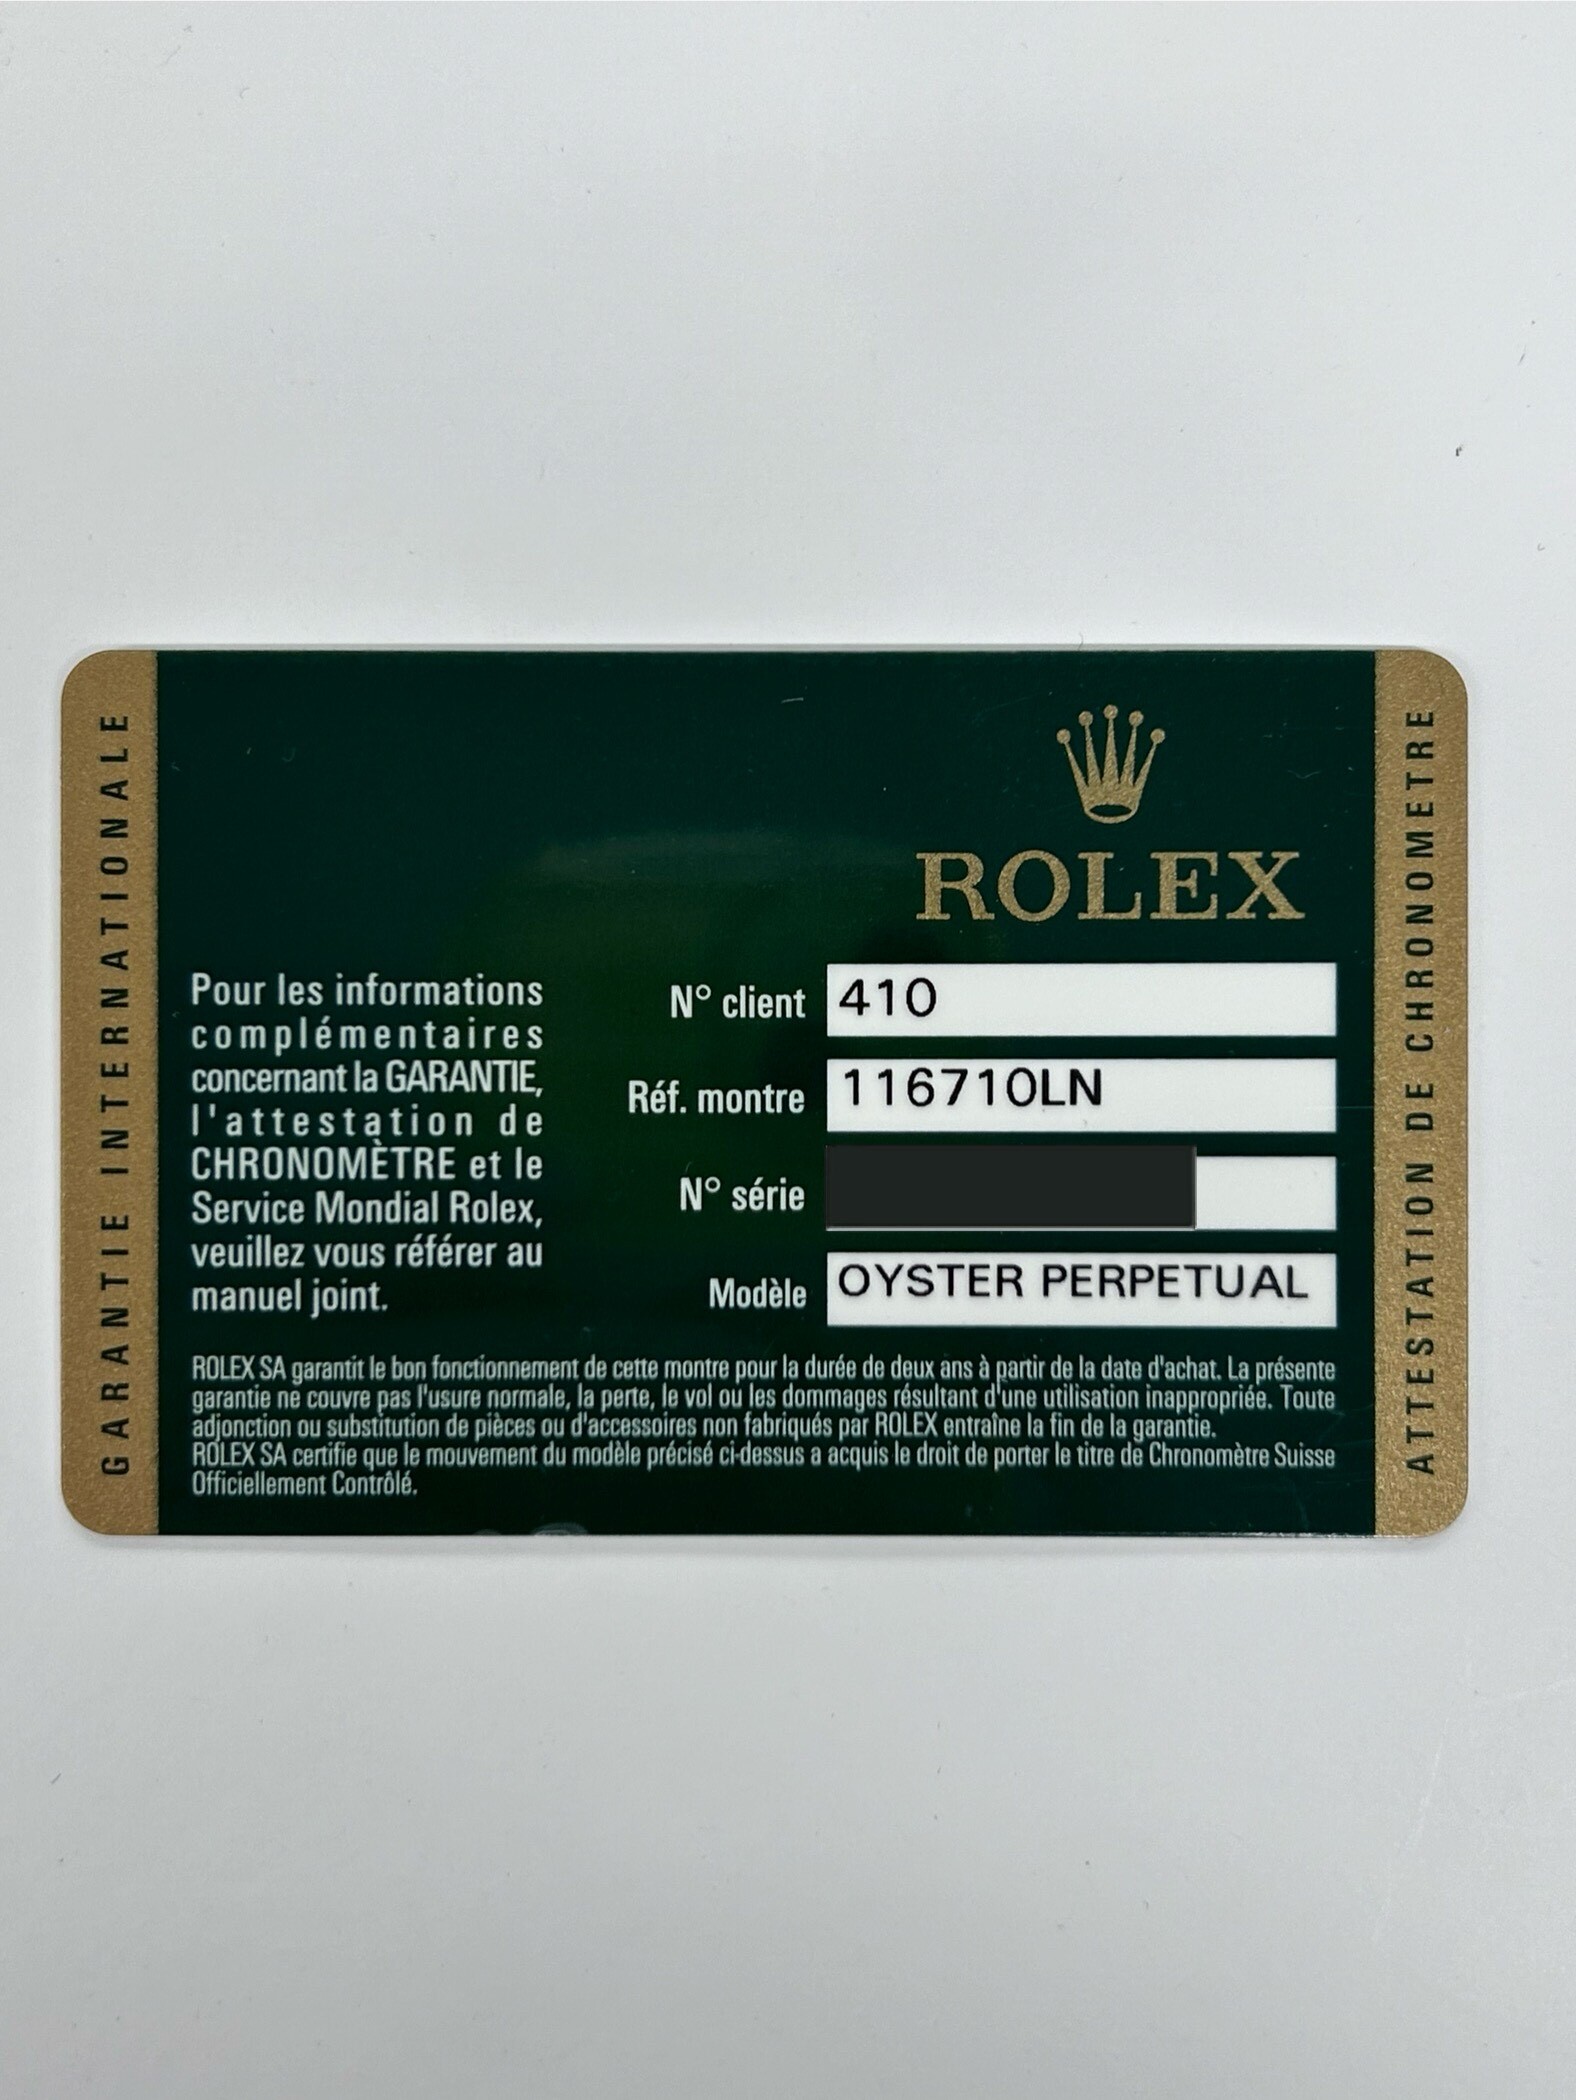 GARANTIE INTERNATIONALE
ROLEX
Pour les informations
complémentaires
concernant la GARANTIE,
l'attestation de
CHRONOMÈTRE et le
Service Mondial Rolex,
veuillez vous référer au
manuel joint.
N° client 410
Réf. montre 116710LN
N° série
Modèle OYSTER PERPETUAL
ROLEX SA garantit le bon fonctionnement de cette montre pour la durée de deux ans à partir de la date d'achat. La présente
garantie ne couvre pas l'usure normale, la perte, le vol ou les dommages résultant d'une utilisation inappropriée. Toute
adjonction ou substitution de pièces ou d'accessoires non fabriqués par ROLEX entraîne la fin de la garantie.
ROLEX SA certifie que le mouvement du modèle précisé ci-dessus a acquis le droit de porter le titre de Chronomètre Suisse
Officiellement Contrôlé.
ATTESTATION DE CHRONOMETRE